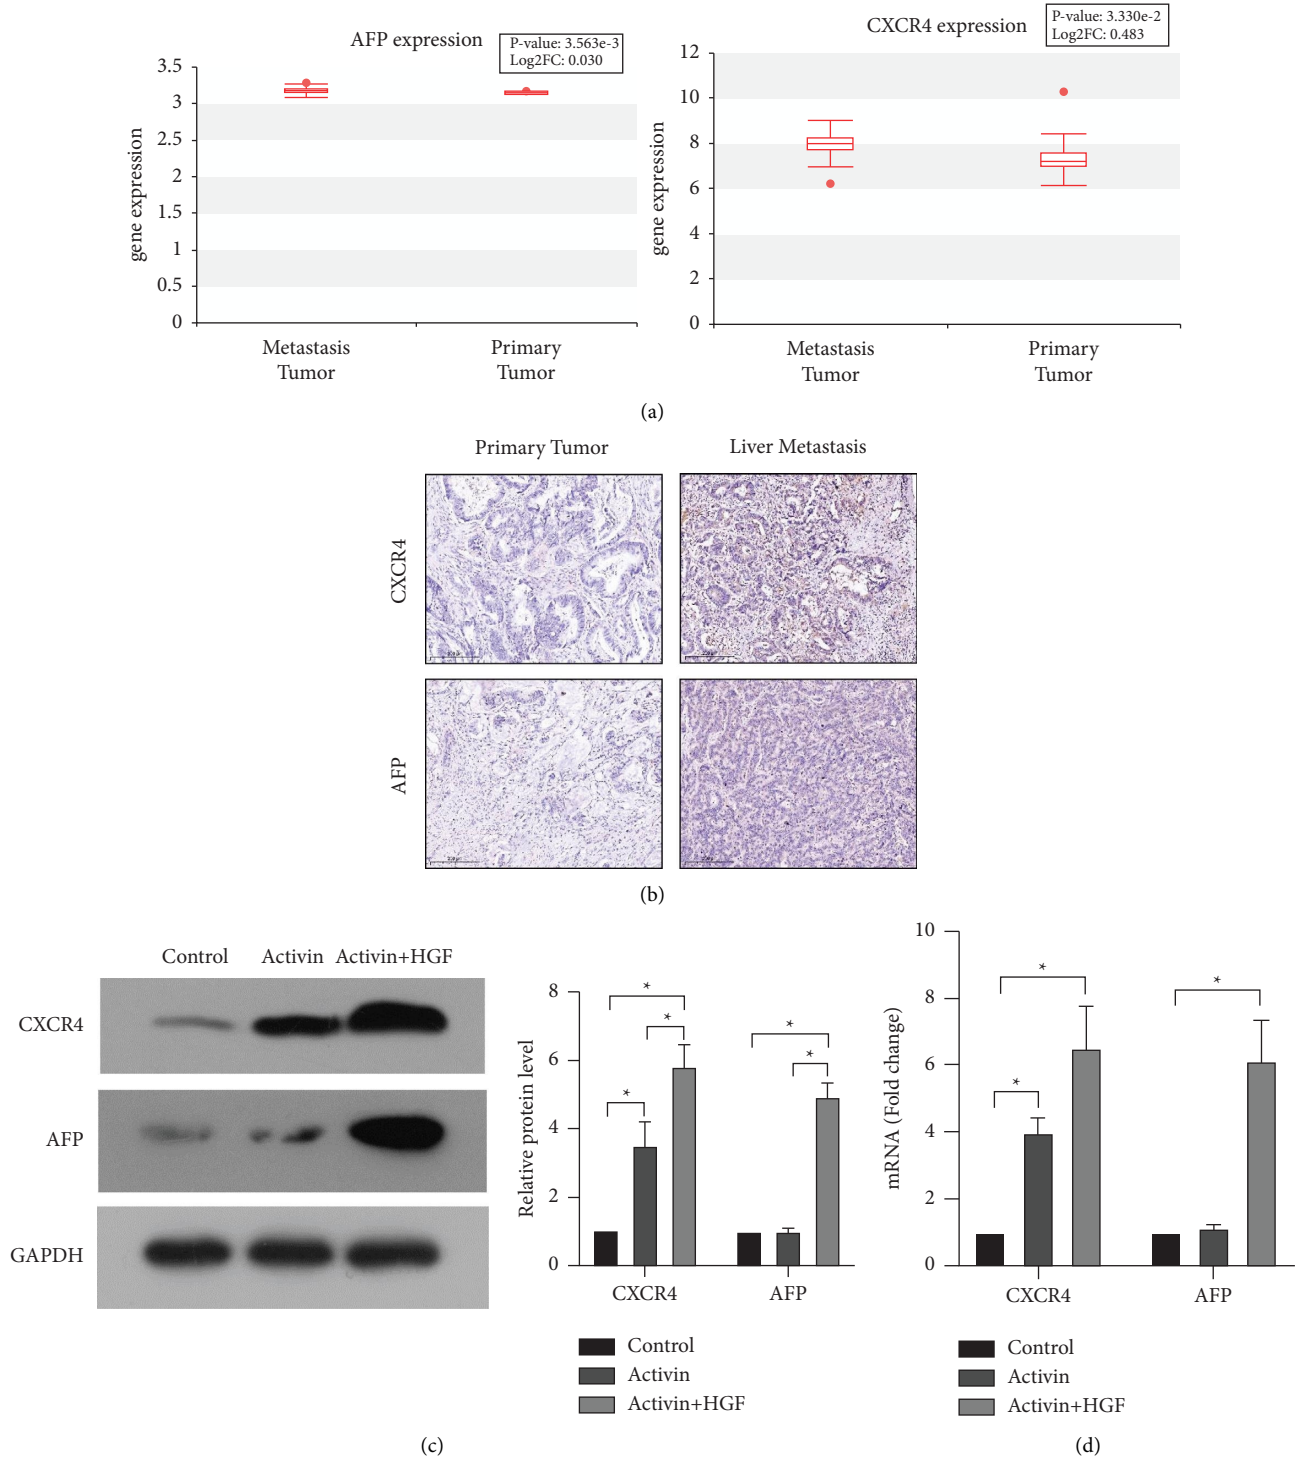 AFP expression
P-value: 3.563e-3
Log2FC: 0.030
gene expression
3.5
3
2.5
2
1.5
1
0.5
0
Metastasis
Tumor
Primary
Tumor
CXCR4 expression
P-value: 3.330e-2
Log2FC: 0.483
gene expression
12
10
8
6
4
2
0
Metastasis
Tumor
Primary
Tumor
(a)
Primary Tumor
Liver Metastasis
CXCR4
AFP
(b)
Control Activin Activin+HGF
CXCR4
AFP
GAPDH
Relative protein level
8
6
4
2
0
* * *
* *
CXCR4 AFP
Control
Activin
Activin+HGF
(c)
mRNA (Fold change)
10
8
6
4
2
0
* *
*
CXCR4 AFP
Control
Activin
Activin+HGF
(d)